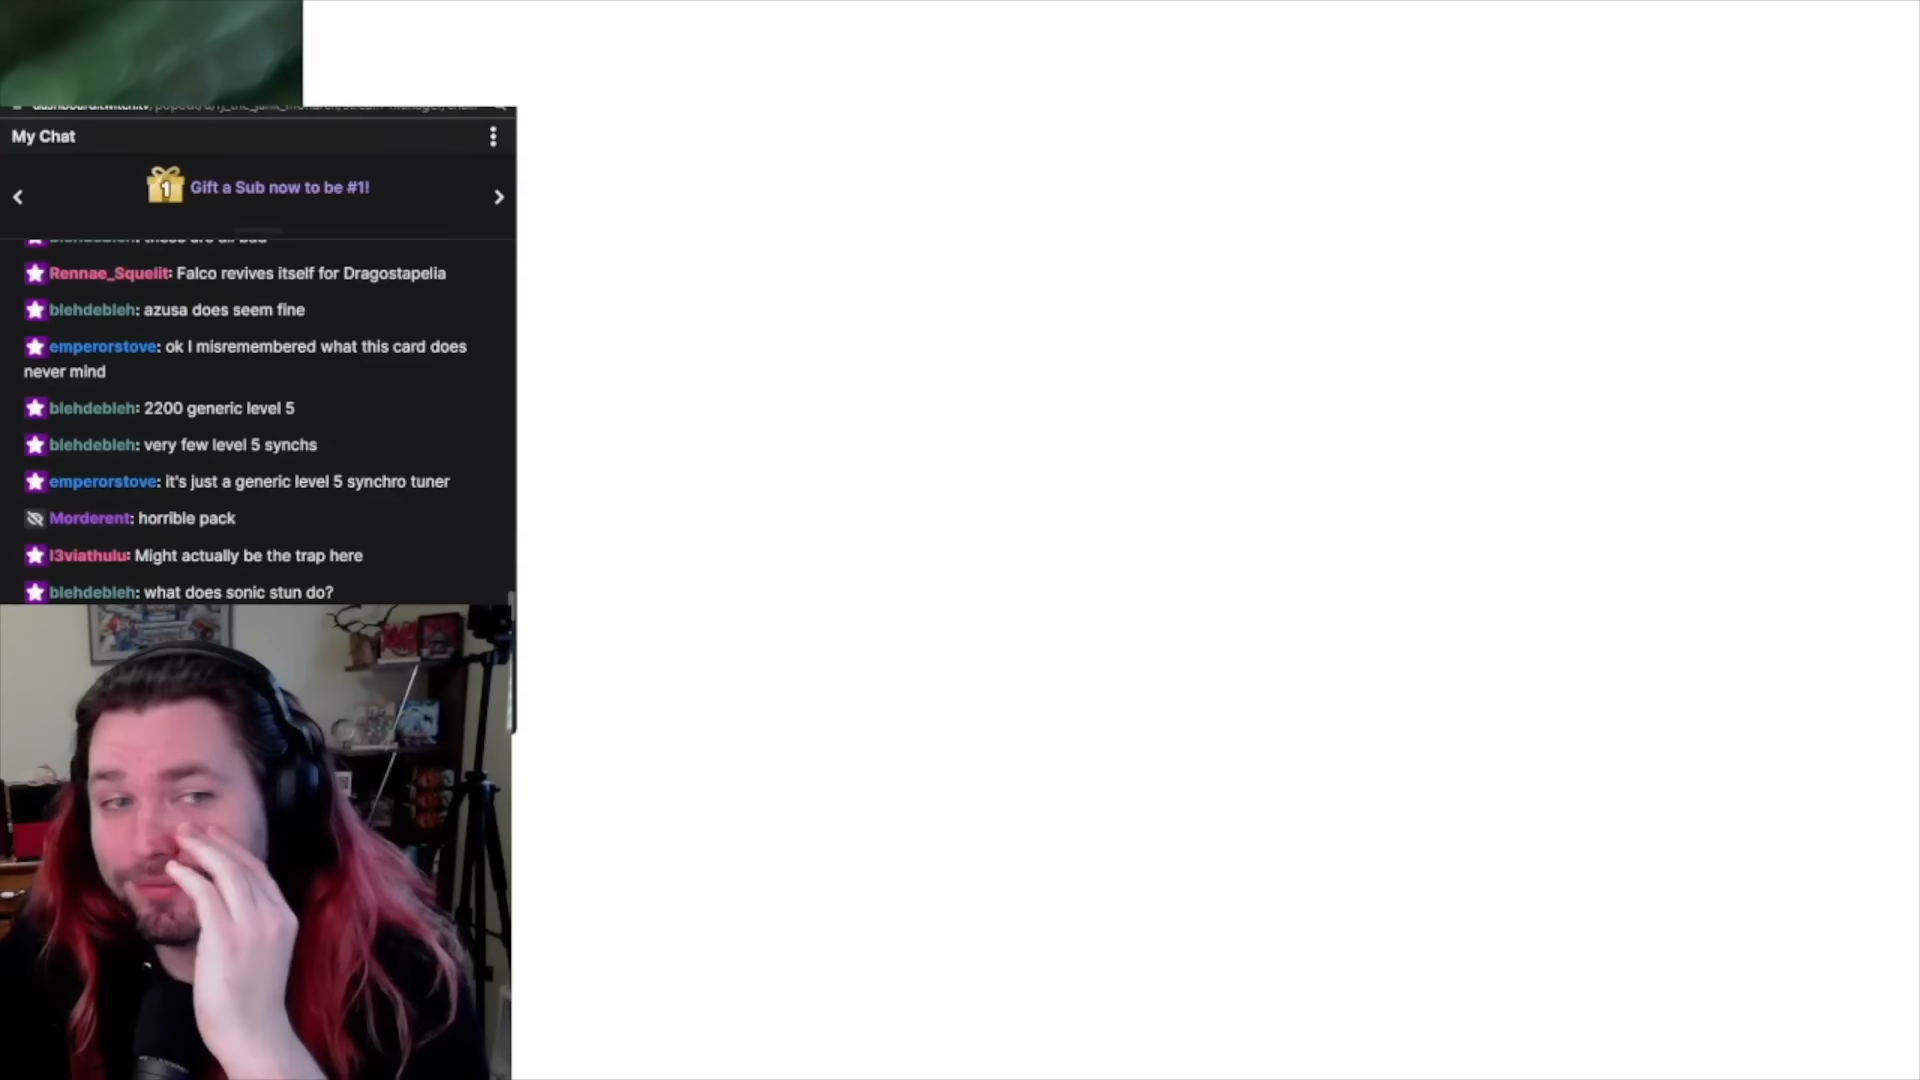 My Chat
1
Gift a Sub now to be #1!
Rennae_Squelit: Falco revives itself for Dragostapelia
blehdebleh: azusa does seem fine
emperorstove: ok I misremembered what this card does
never mind
blehdebleh: 2200 generic level 5
blehdebleh: very few level 5 synchs
emperorstove: it's just a generic level 5 synchro tuner
Morderent: horrible pack
l3viathulu: Might actually be the trap here
blehdebleh: what does sonic stun do?